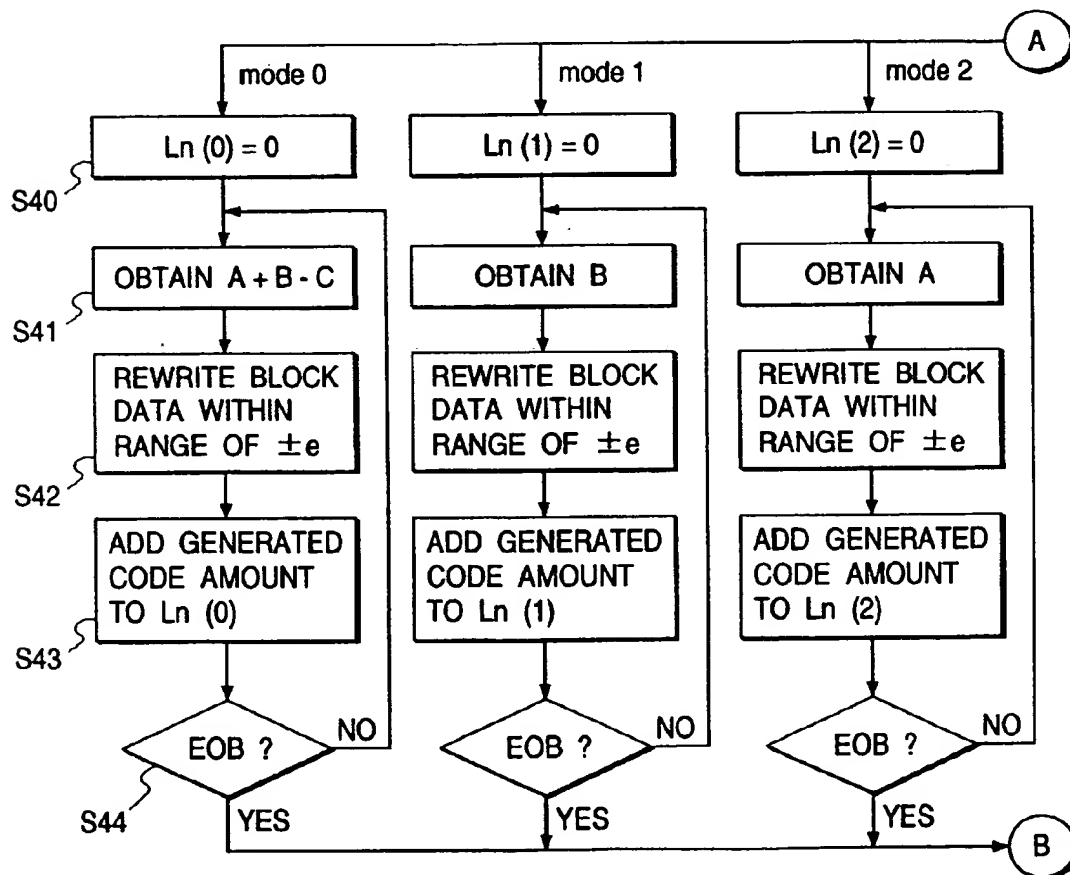 A
mode 0
mode 1
mode 2
Ln (0) = 0
Ln (1) = 0
Ln (2) = 0
S40
OBTAIN A + B - C
OBTAIN B
OBTAIN A
S41
REWRITE BLOCK
DATA WITHIN
RANGE OF ±e
REWRITE BLOCK
DATA WITHIN
RANGE OF ±e
REWRITE BLOCK
DATA WITHIN
RANGE OF ±e
S42
ADD GENERATED
CODE AMOUNT
TO Ln (0)
ADD GENERATED
CODE AMOUNT
TO Ln (1)
ADD GENERATED
CODE AMOUNT
TO Ln (2)
S43
EOB ?
NO
EOB ?
NO
EOB ?
NO
S44
YES
YES
YES
B